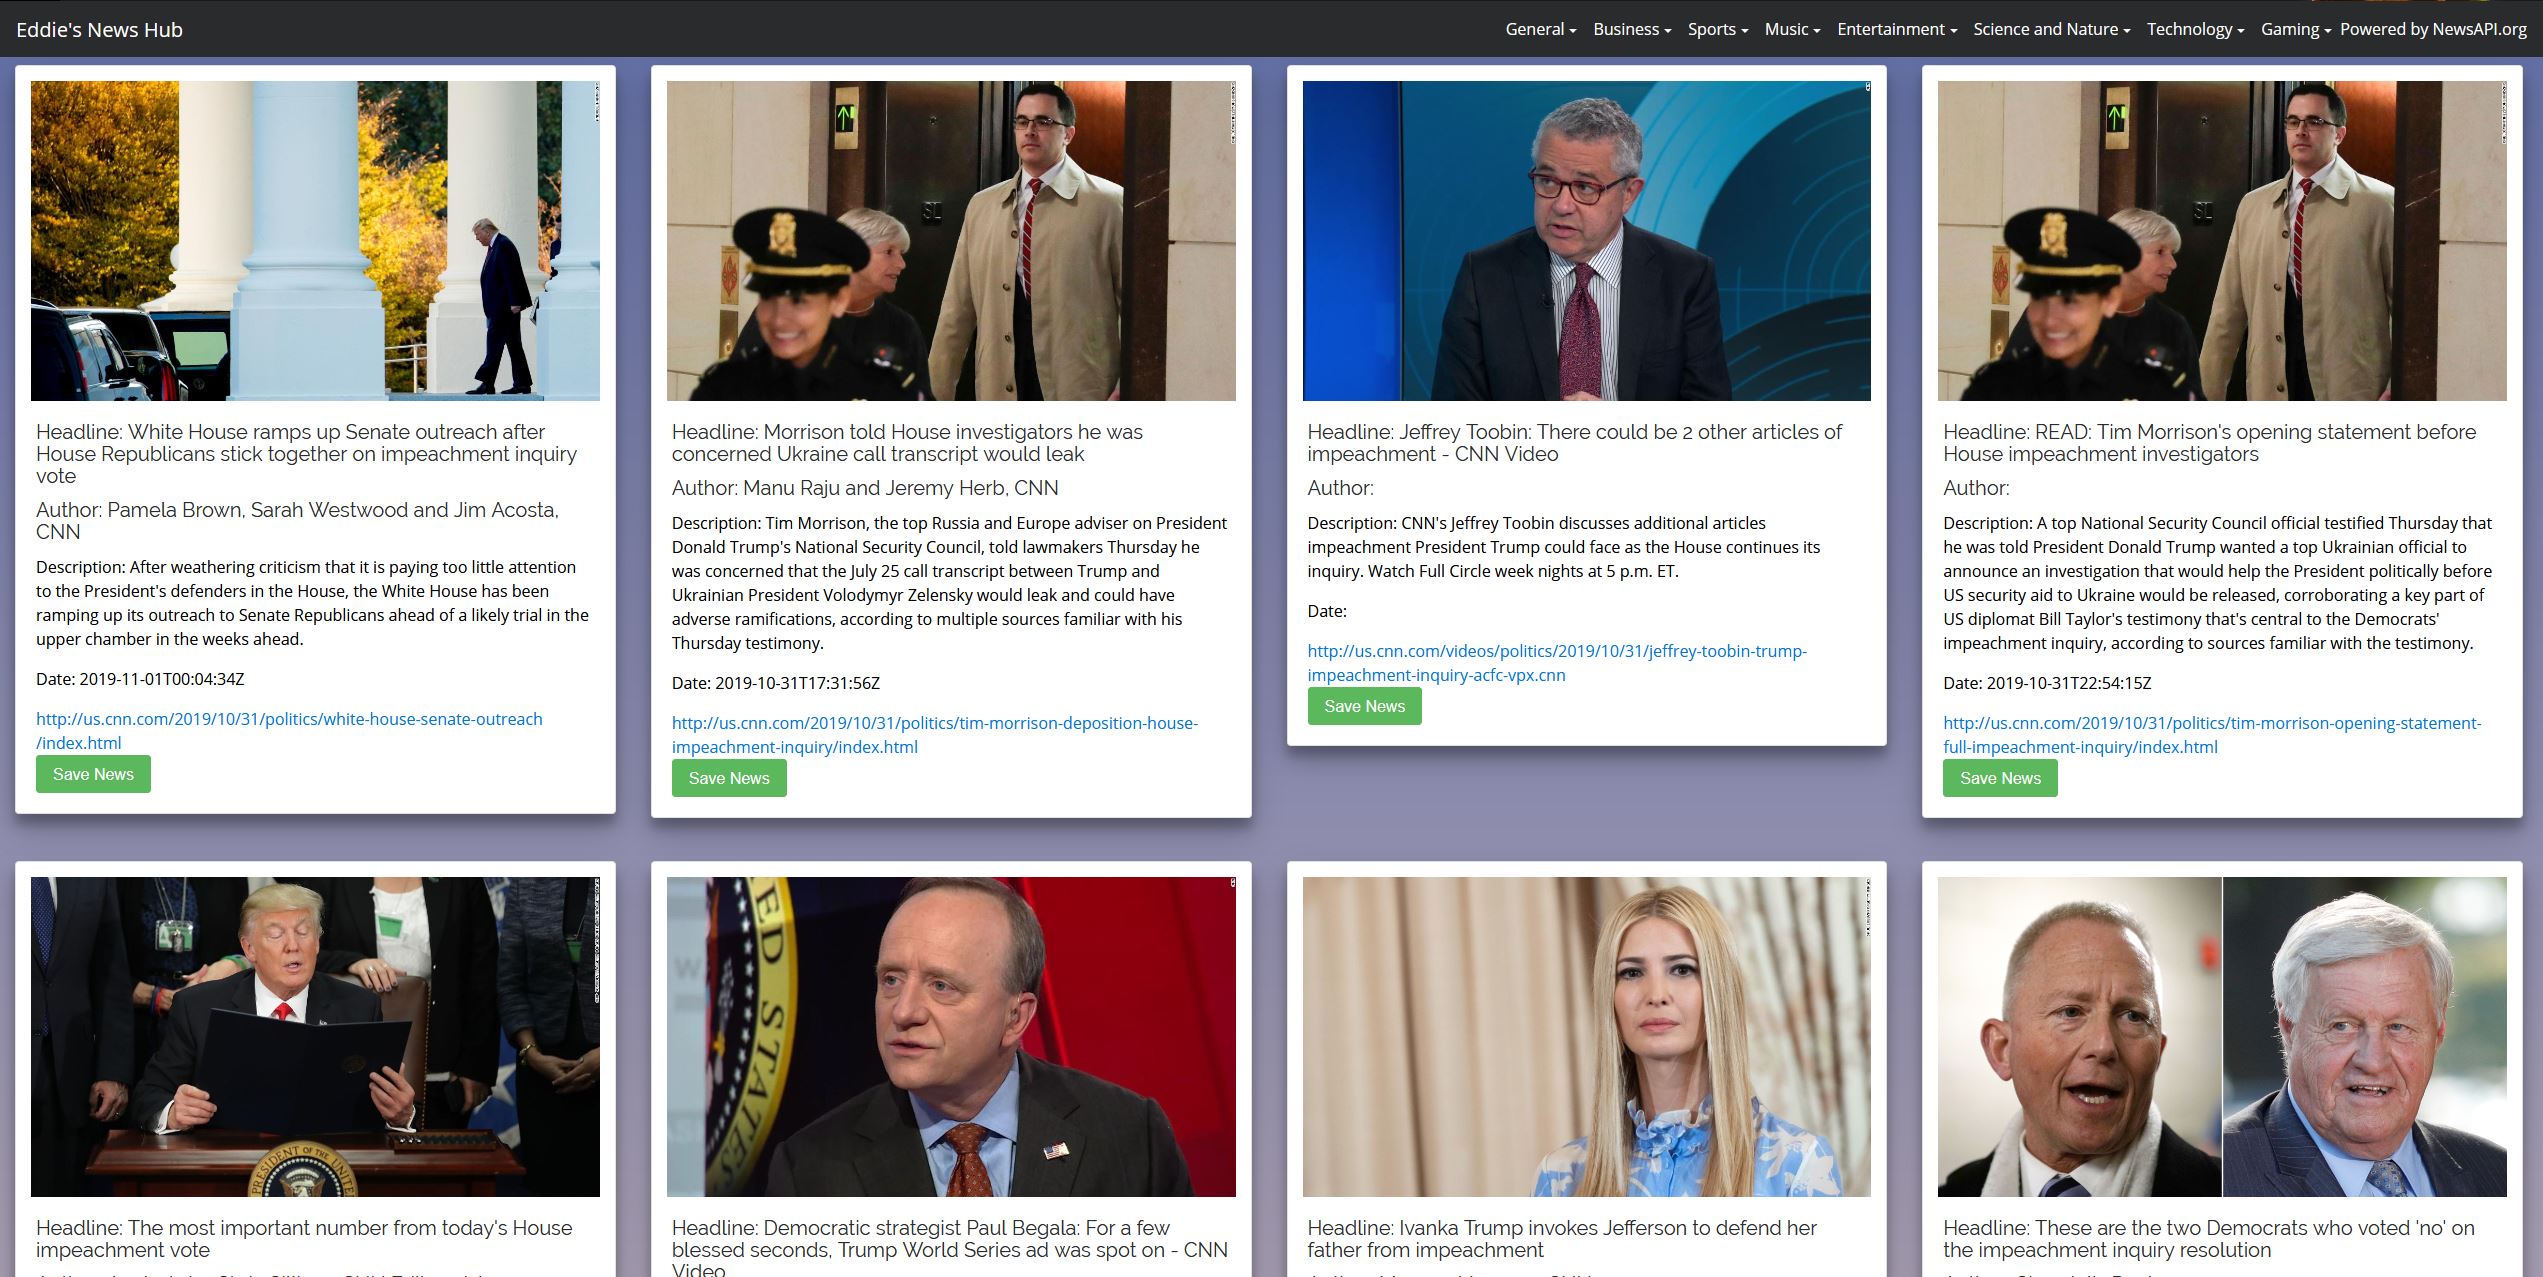 Eddie's News Hub
General Business Sports Music Entertainment Science and Nature Technology Gaming Powered by NewsAPI.org
Headline: White House ramps up Senate outreach after
House Republicans stick together on impeachment inquiry
vote
Author: Pamela Brown, Sarah Westwood and Jim Acosta,
CNN
Description: After weathering criticism that it is paying too little attention
to the President's defenders in the House, the White House has been
ramping up its outreach to Senate Republicans ahead of a likely trial in the
upper chamber in the weeks ahead.
Date: 2019-11-01T00:04:34Z
http://us.cnn.com/2019/10/31/politics/white-house-senate-outreach
/index.html
Save News
SL
Headline: Morrison told House investigators he was
concerned Ukraine call transcript would leak
Author: Manu Raju and Jeremy Herb, CNN
Description: Tim Morrison, the top Russia and Europe adviser on President
Donald Trump's National Security Council, told lawmakers Thursday he
was concerned that the July 25 call transcript between Trump and
Ukrainian President Volodymyr Zelensky would leak and could have
adverse ramifications, according to multiple sources familiar with his
Thursday testimony.
Date: 2019-10-31T17:31:56Z
http://us.cnn.com/2019/10/31/politics/tim-morrison-deposition-house-
impeachment-inquiry/index.html
Save News
Headline: Jeffrey Toobin: There could be 2 other articles of
impeachment - CNN Video
Author:
Description: CNN's Jeffrey Toobin discusses additional articles
impeachment President Trump could face as the House continues its
inquiry. Watch Full Circle week nights at 5 p.m. ET.
Date:
http://us.cnn.com/videos/politics/2019/10/31/jeffrey-toobin-trump-
impeachment-inquiry-acfc-vpx.cnn
Save News
SL
Headline: READ: Tim Morrison's opening statement before
House impeachment investigators
Author:
Description: A top National Security Council official testified Thursday that
he was told President Donald Trump wanted a top Ukrainian official to
announce an investigation that would help the President politically before
US security aid to Ukraine would be released, corroborating a key part of
US diplomat Bill Taylor's testimony that's central to the Democrats'
impeachment inquiry, according to sources familiar with the testimony.
Date: 2019-10-31T22:54:15Z
http://us.cnn.com/2019/10/31/politics/tim-morrison-opening-statement-
full-impeachment-inquiry/index.html
Save News
PRESIDENT OF THE UNITED
Headline: The most important number from today's House
impeachment vote
ED STATES
Headline: Democratic strategist Paul Begala: For a few
blessed seconds, Trump World Series ad was spot on - CNN
Video
Headline: Ivanka Trump invokes Jefferson to defend her
father from impeachment
Headline: These are the two Democrats who voted 'no' on
the impeachment inquiry resolution